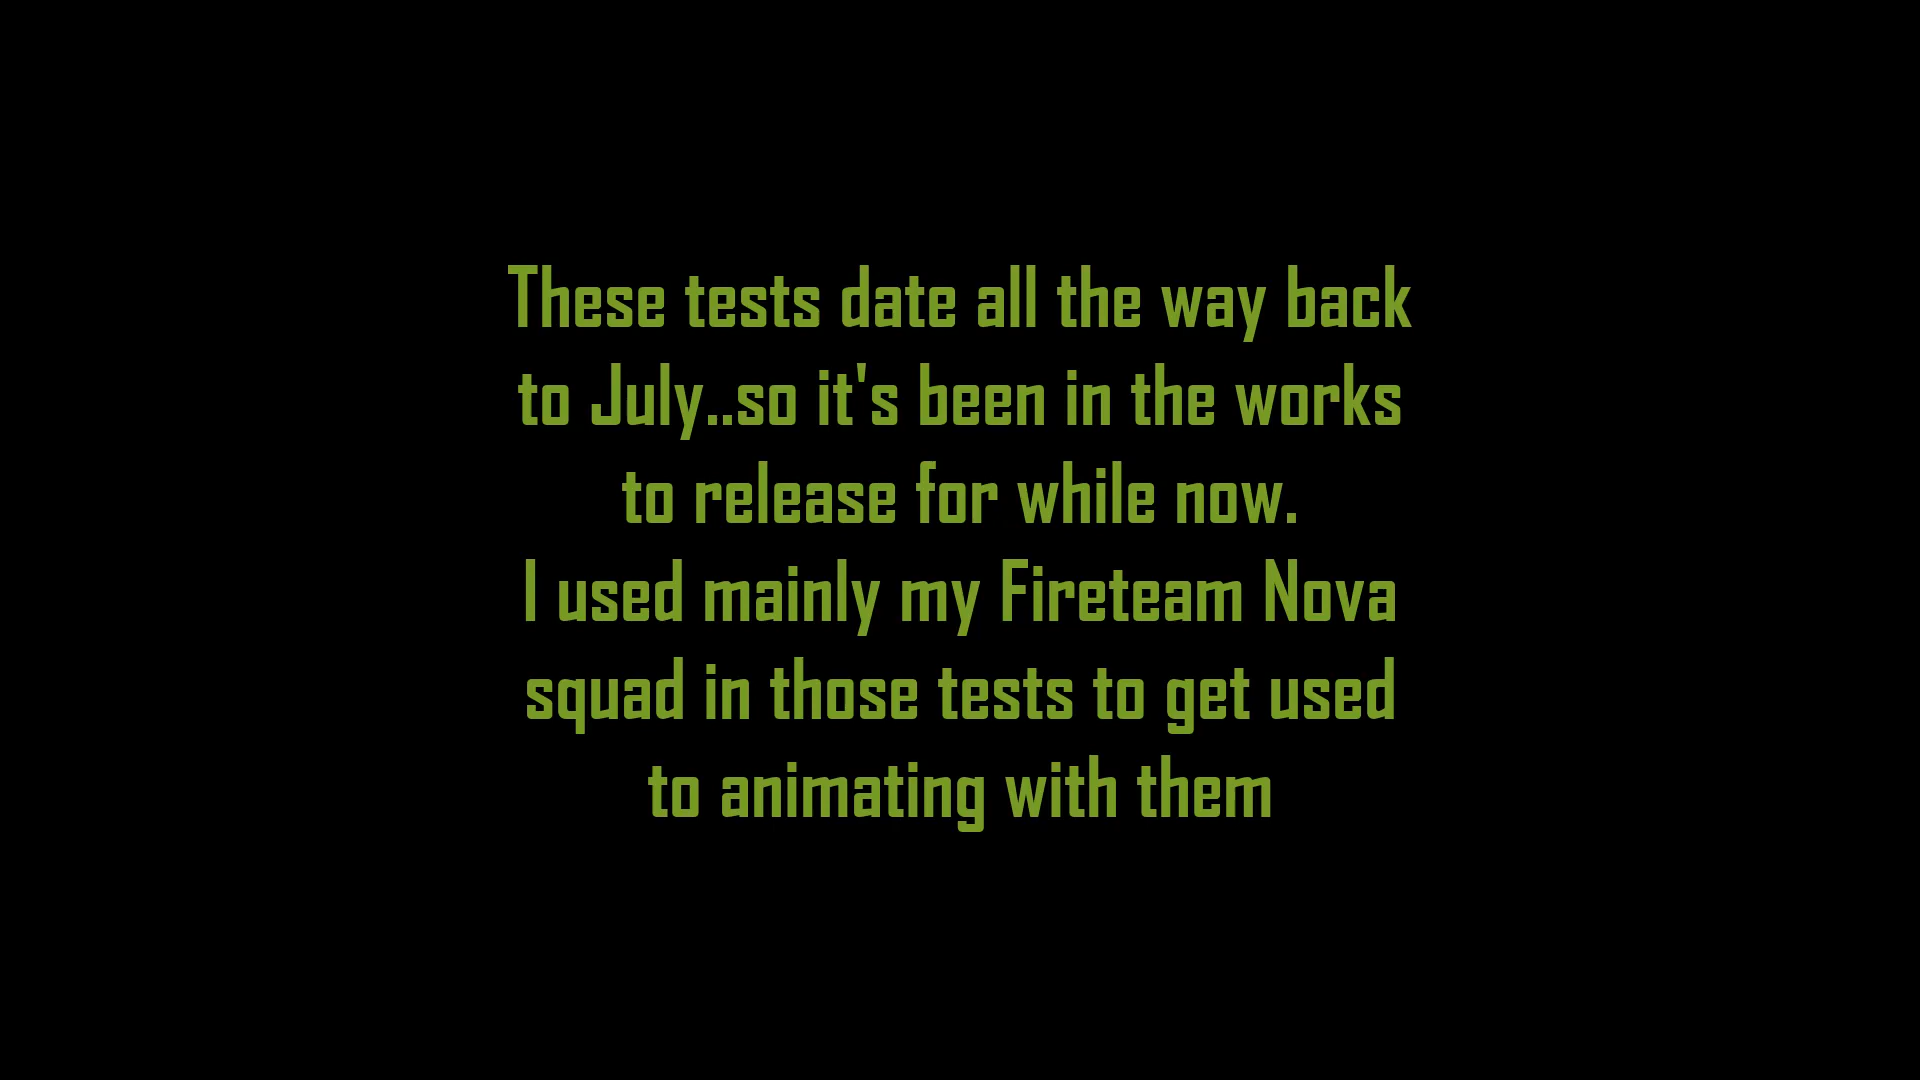 These tests date all the way back
to July..so it's been in the works
to release for while now.
I used mainly my Fireteam Nova
squad in those tests to get used
to animating with them